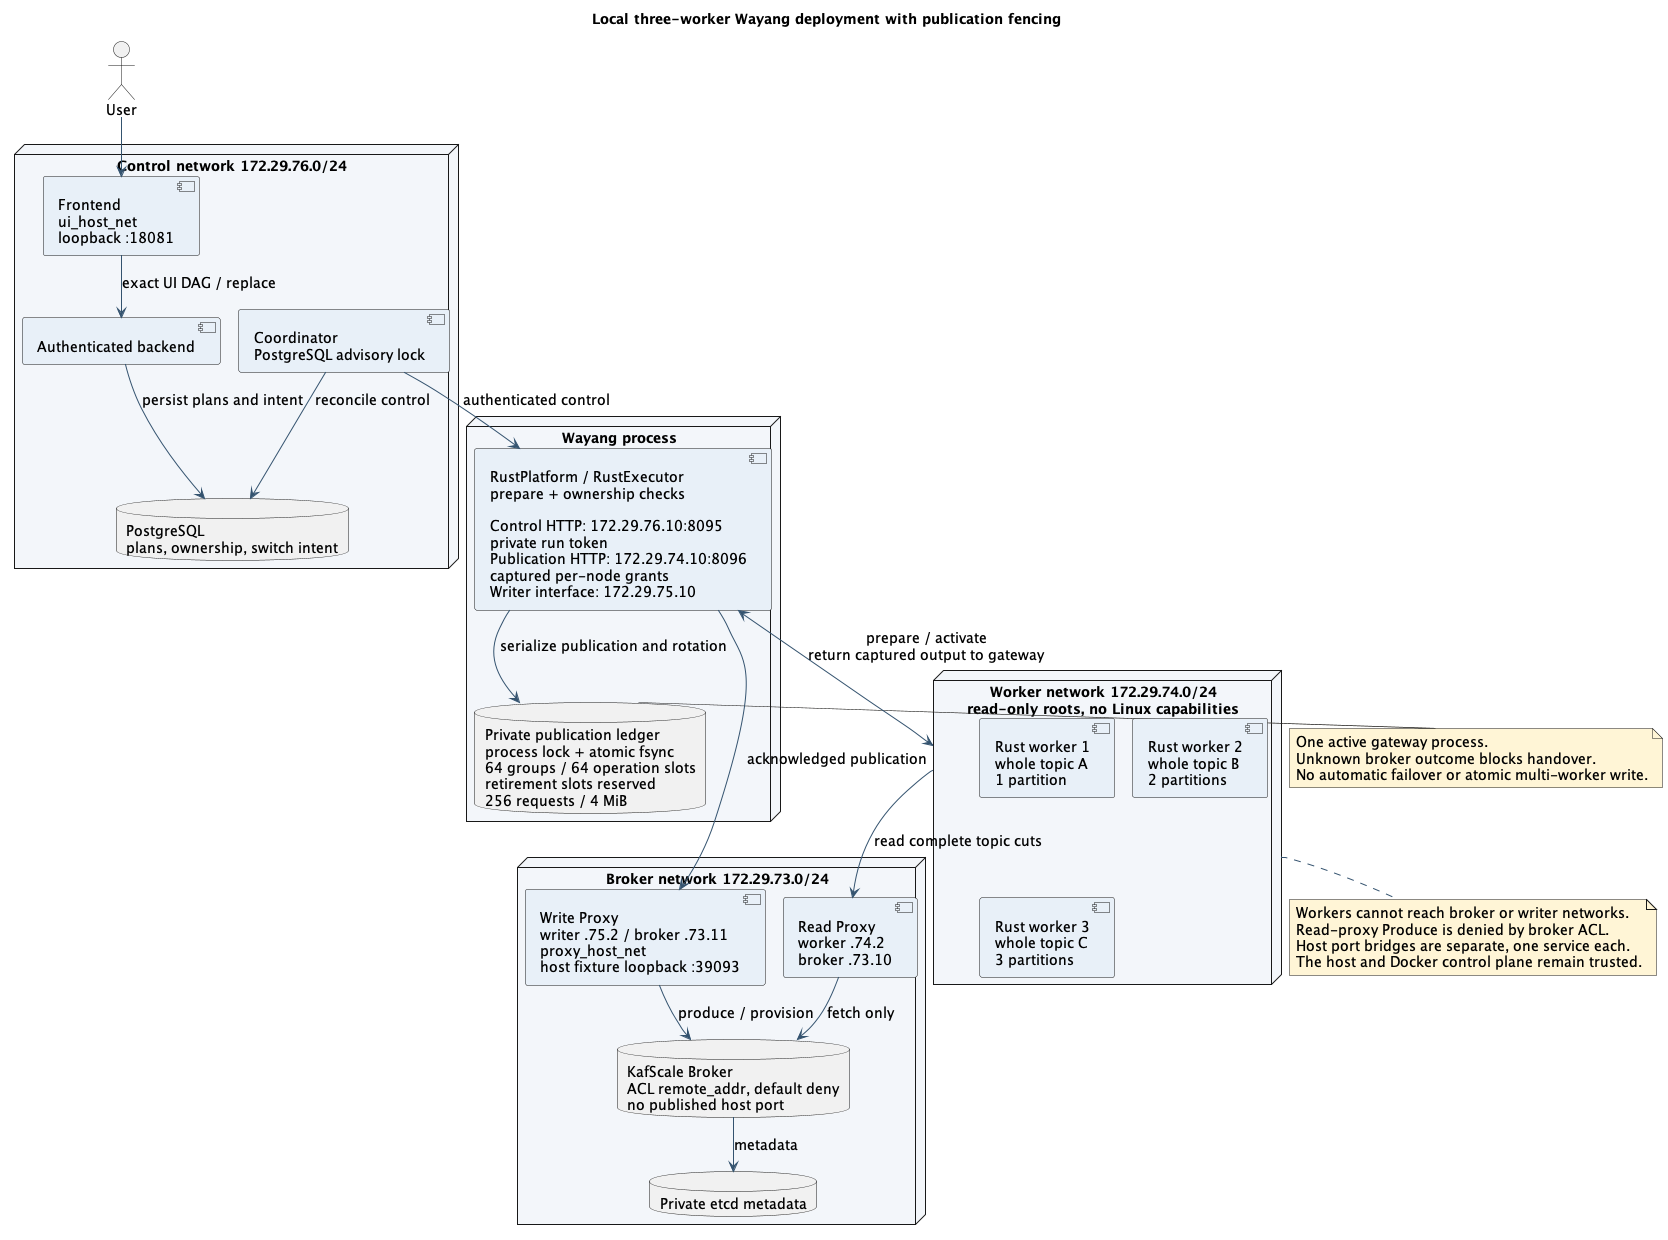 Local three-worker Wayang deployment with publication fencing
User
Control network 172.29.76.0/24
Frontend
ui_host_net
loopback :18081
exact UI DAG / replace
Authenticated backend
Coordinator
PostgreSQL advisory lock
persist plans and intent
reconcile control
authenticated control
PostgreSQL
plans, ownership, switch intent
Wayang process
RustPlatform / RustExecutor
prepare + ownership checks
Control HTTP: 172.29.76.10:8095
private run token
Publication HTTP: 172.29.74.10:8096
captured per-node grants
Writer interface: 172.29.75.10
serialize publication and rotation
prepare / activate
return captured output to gateway
Private publication ledger
process lock + atomic fsync
64 groups / 64 operation slots
retirement slots reserved
256 requests / 4 MiB
acknowledged publication
Worker network 172.29.74.0/24
read-only roots, no Linux capabilities
Rust worker 1
whole topic A
1 partition
Rust worker 2
whole topic B
2 partitions
Rust worker 3
whole topic C
3 partitions
One active gateway process.
Unknown broker outcome blocks handover.
No automatic failover or atomic multi-worker write.
read complete topic cuts
Workers cannot reach broker or writer networks.
Read-proxy Produce is denied by broker ACL.
Host port bridges are separate, one service each.
The host and Docker control plane remain trusted.
Broker network 172.29.73.0/24
Write Proxy
writer .75.2 / broker .73.11
proxy_host_net
host fixture loopback :39093
Read Proxy
worker .74.2
broker .73.10
produce / provision
fetch only
KafScale Broker
ACL remote_addr, default deny
no published host port
metadata
Private etcd metadata